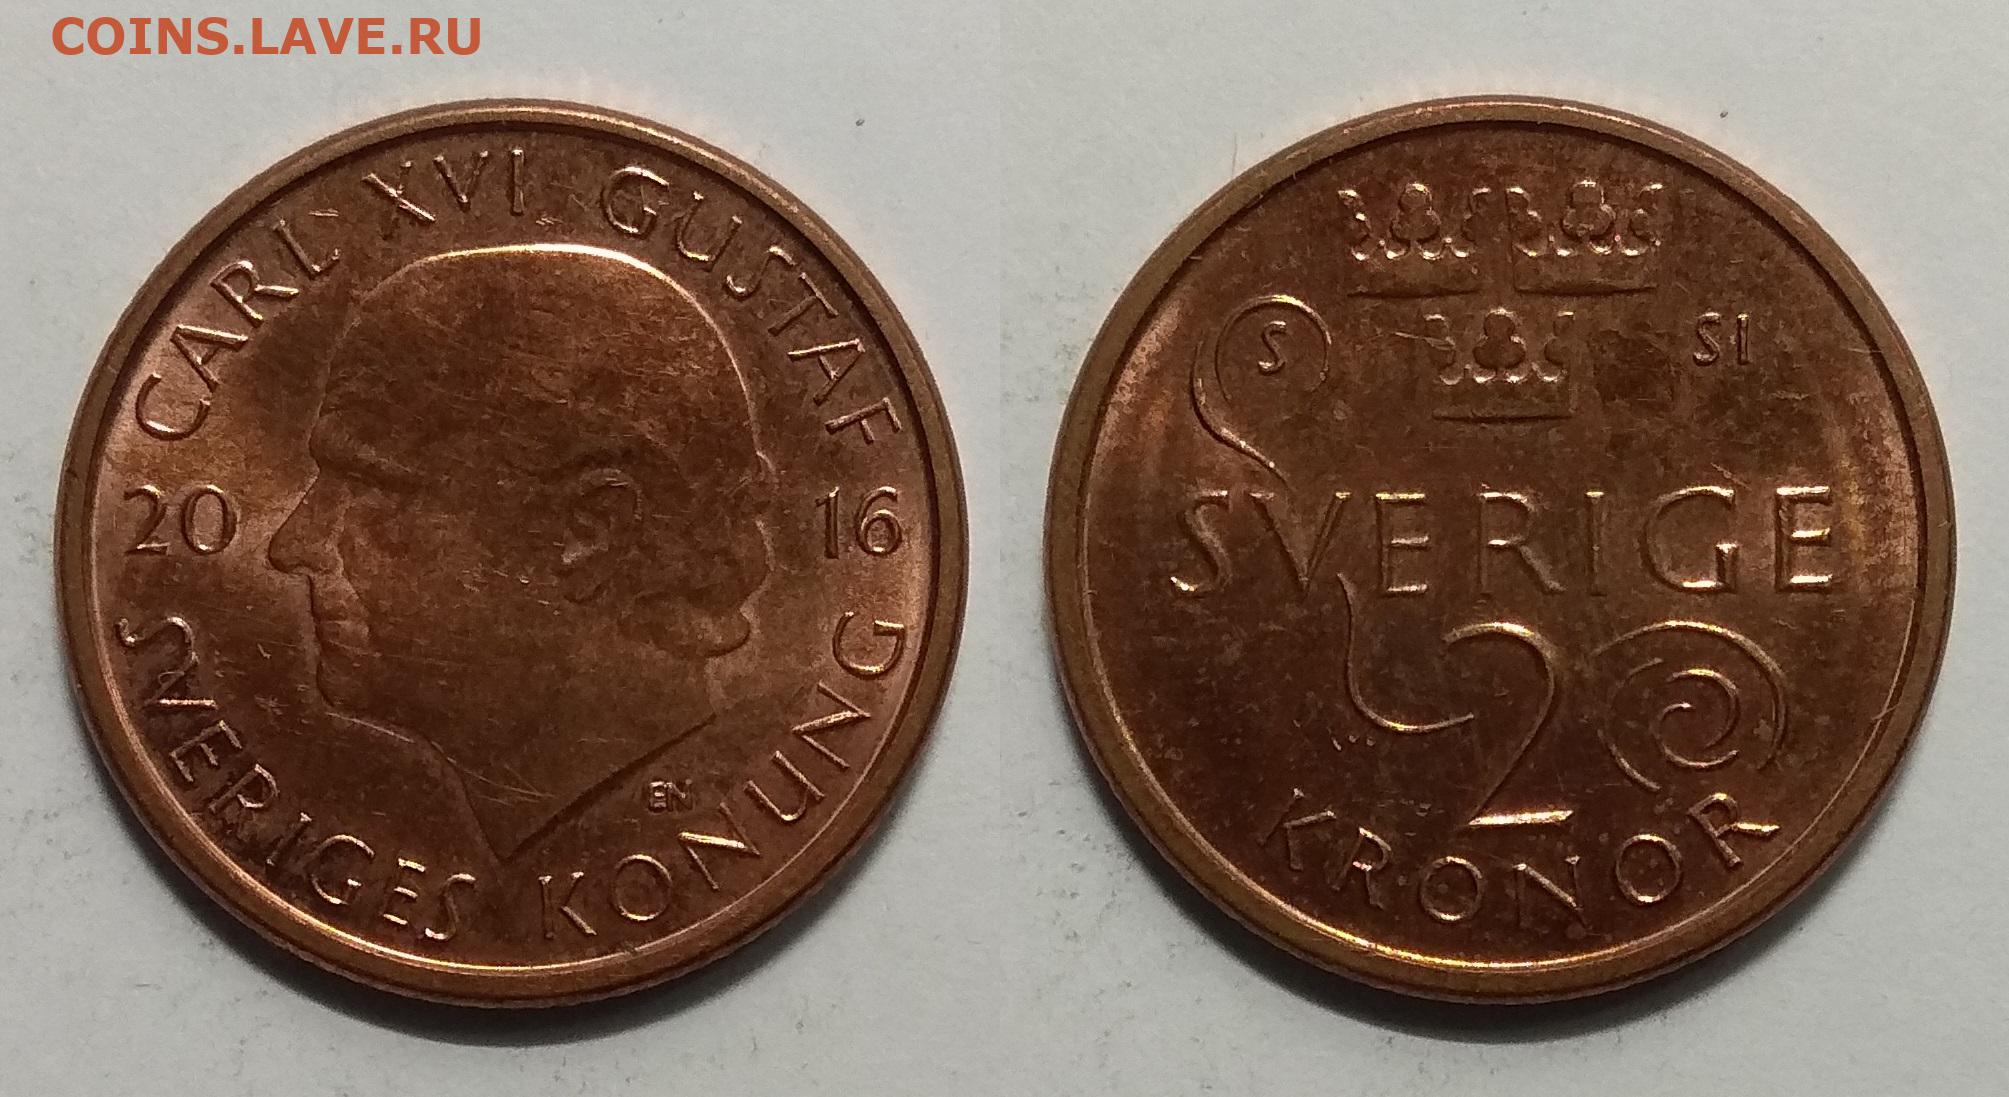 COINS.LAVE.RU
CARL XVI GUSTAF
20 16
SVERIGES KONUNG
EN
S SI
SVERIGE
2
KRONOR